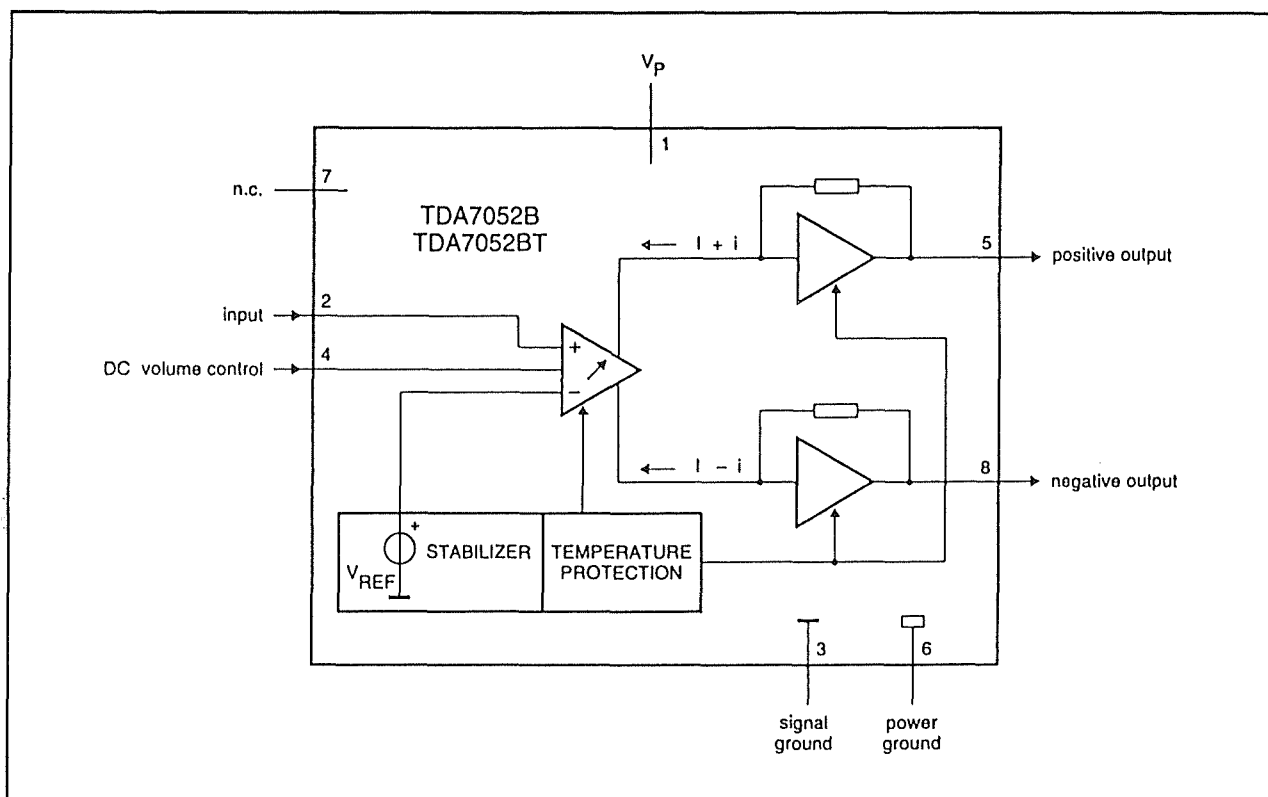 V_P
1
7
n.c.
TDA7052B
TDA7052BT
I + i
5
positive output
2
input
+
4
DC volume control
−
I − i
8
negative output
+
STABILIZER
V_REF
TEMPERATURE
PROTECTION
3
6
signal
ground
power
ground